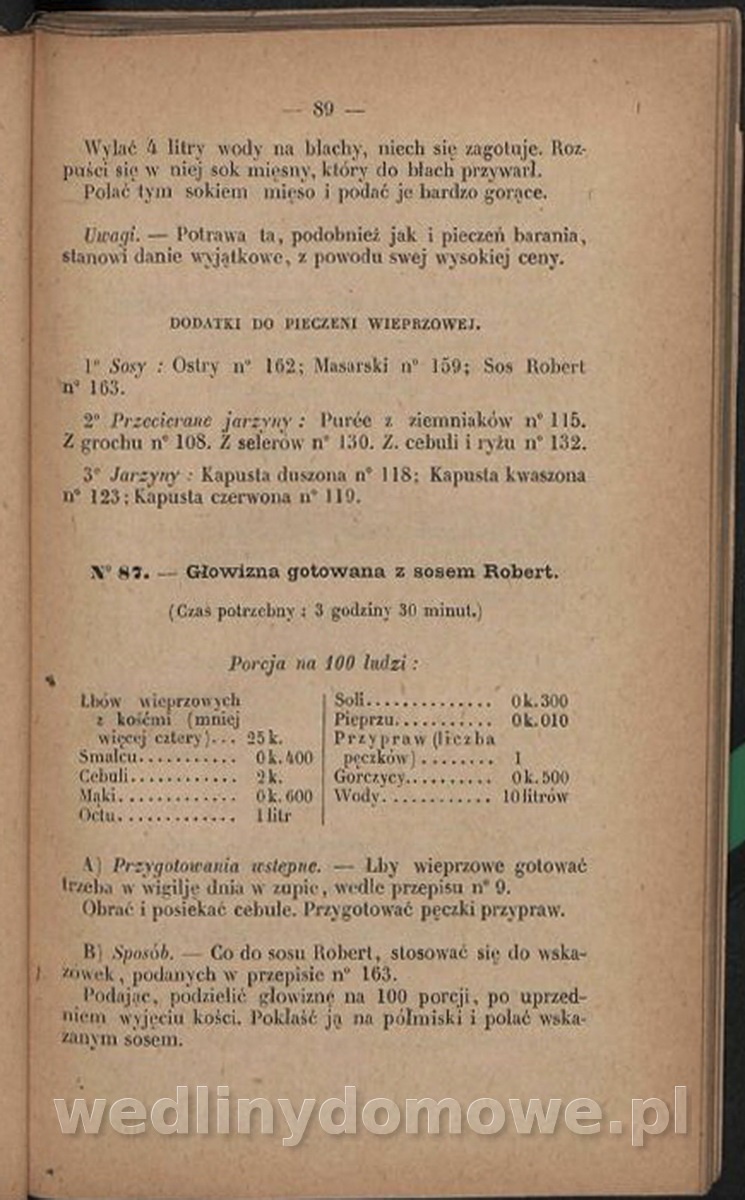 — 89 —
Wylać 4 litry wody na blachy, niech się zagotuje. Roz-
puści się w niej sok mięsny, który do blach przywarł.
Polać tym sokiem mięso i podać je bardzo gorące.
Uwagi. — Potrawa ta, podobnież jak i pieczeń barania,
stanowi danie wyjątkowe, z powodu swej wysokiej ceny.
DODATKI DO PIECZENI WIEPRZOWEJ.
1° Sosy : Ostry n° 162; Masarski n° 159; Sos Robert
n° 163.
2° Przecierane jarzyny : Purée z ziemniaków n° 115.
Z grochu n° 108. Z selerów n° 130. Z. cebuli i ryżu n° 132.
3° Jarzyny : Kapusta duszona n° 118; Kapusta kwaszona
n° 123; Kapusta czerwona n° 119.
N° 87. — Głowizna gotowana z sosem Robert.
(Czas potrzebny : 3 godziny 30 minut.)
Porcja na 100 ludzi :
Łbów wieprzowych
z kośćmi (mniej
więcej cztery)... 25 k.
Smalcu........... 0 k. 400
Cebuli............ 2 k.
Mąki............. 0 k. 600
Octu............. 1 litr
Soli.............. 0 k. 300
Pieprzu........... 0 k. 010
Przypraw (liczba
pęczków)........ 1
Gorczycy.......... 0 k. 500
Wody............ 10 litrów
A) Przygotowania wstępne. — Łby wieprzowe gotować
trzeba w wigilję dnia w zupie, wedle przepisu n° 9.
Obrać i posiekać cebule. Przygotować pęczki przypraw.
B) Sposób. — Co do sosu Robert, stosować się do wska-
zówek, podanych w przepisie n° 163.
Podając, podzielić głowiznę na 100 porcji, po uprzed-
niem wyjęciu kości. Pokłaść ją na półmiski i polać wska-
zanym sosem.
wedlinydomowe.pl